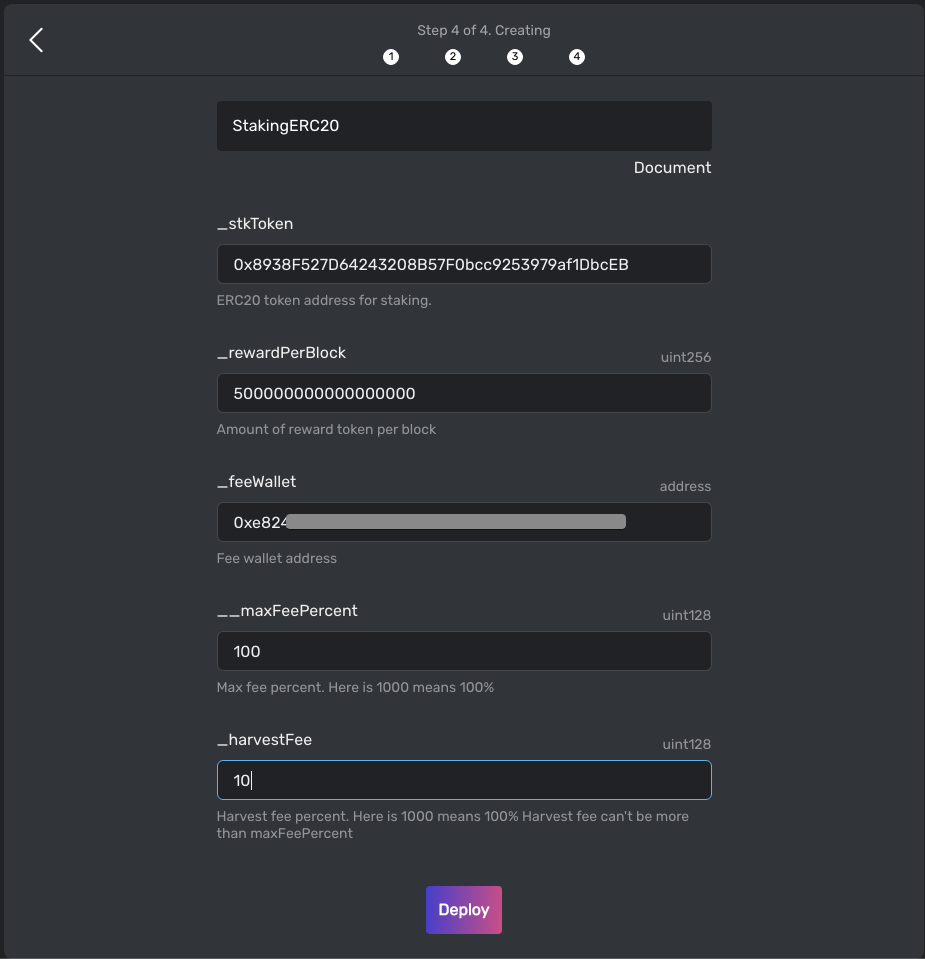 Step 4 of 4. Creating
1 2 3 4
StakingERC20
Document
_stkToken
0x8938F527D64243208B57F0bcc9253979af1DbcEB
ERC20 token address for staking.
_rewardPerBlock uint256
500000000000000000
Amount of reward token per block
_feeWallet address
0xe824
Fee wallet address
__maxFeePercent uint128
100
Max fee percent. Here is 1000 means 100%
_harvestFee uint128
10
Harvest fee percent. Here is 1000 means 100% Harvest fee can't be more
than maxFeePercent
Deploy